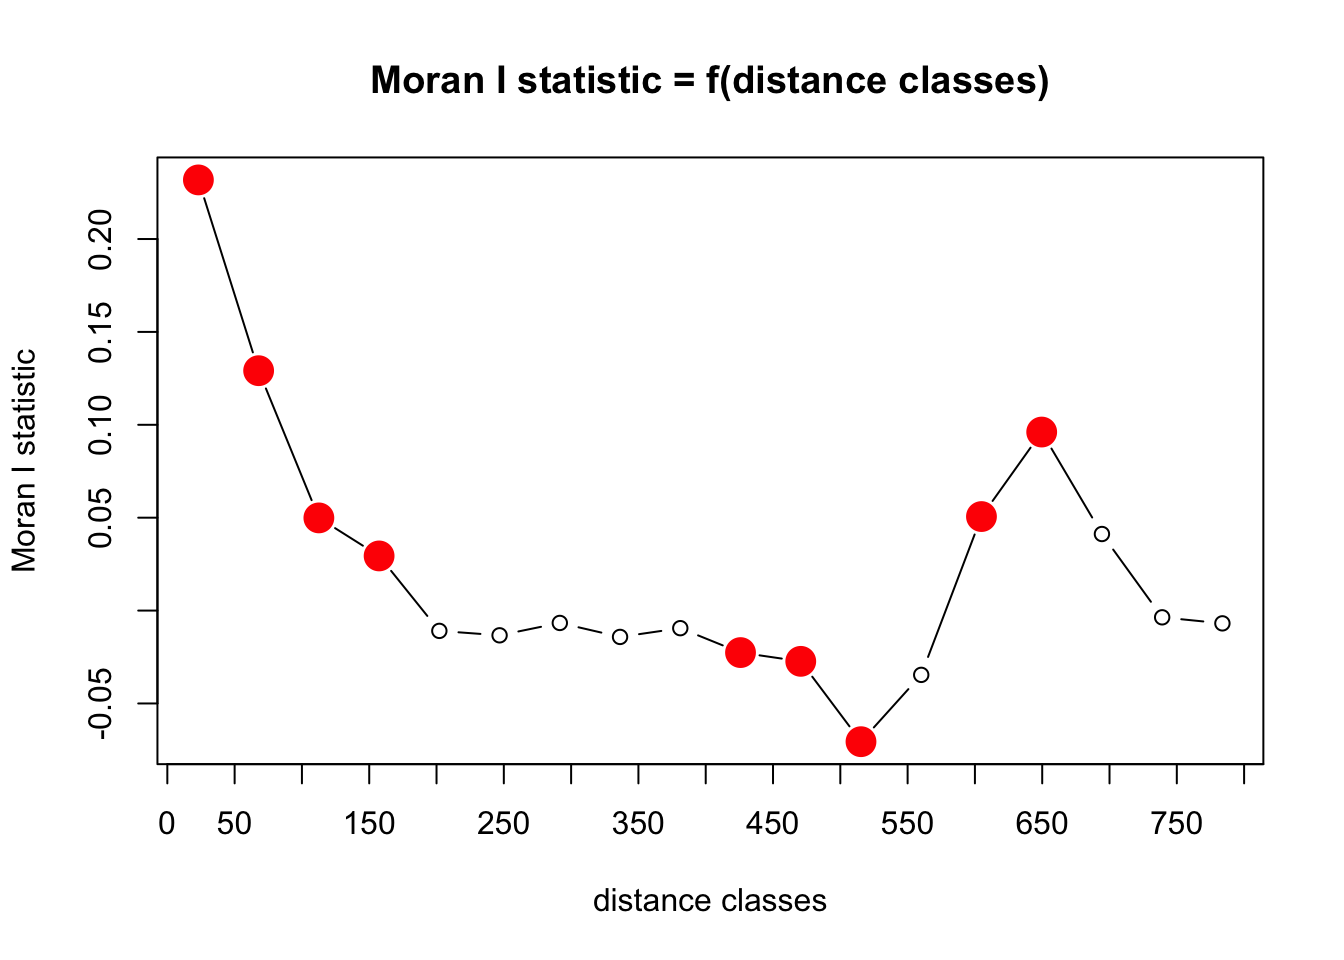 Moran I statistic = f(distance classes)
Moran I statistic
0.20
0.15
0.10
0.05
-0.05
0 50 150 250 350 450 550 650 750
distance classes